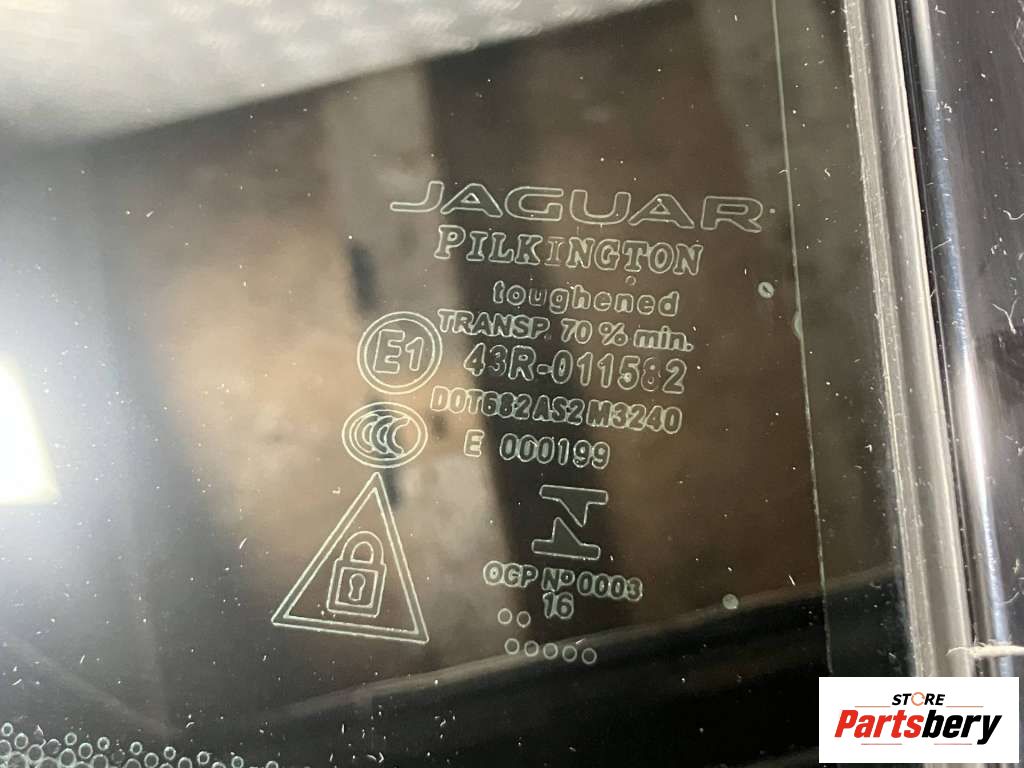 JAGUAR
PILKINGTON
toughened
TRANSP. 70 % min.
E1 43R-011582
DOT682 AS2 M3240
CCC E 000199
OGP Nº 0003
16
STORE
Partsbery